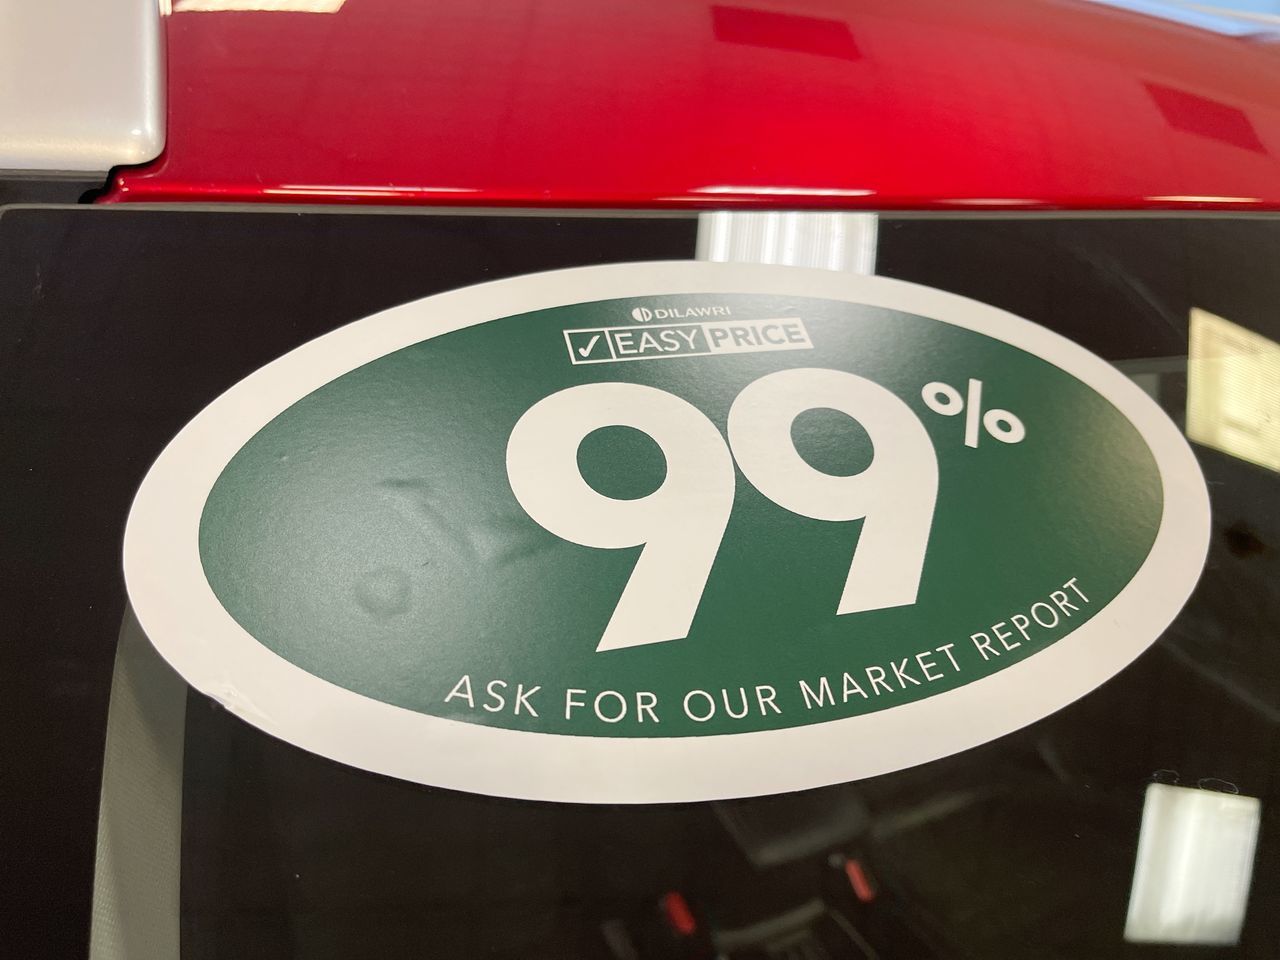 DILAWRI
EASY PRICE
99%
ASK FOR OUR MARKET REPORT